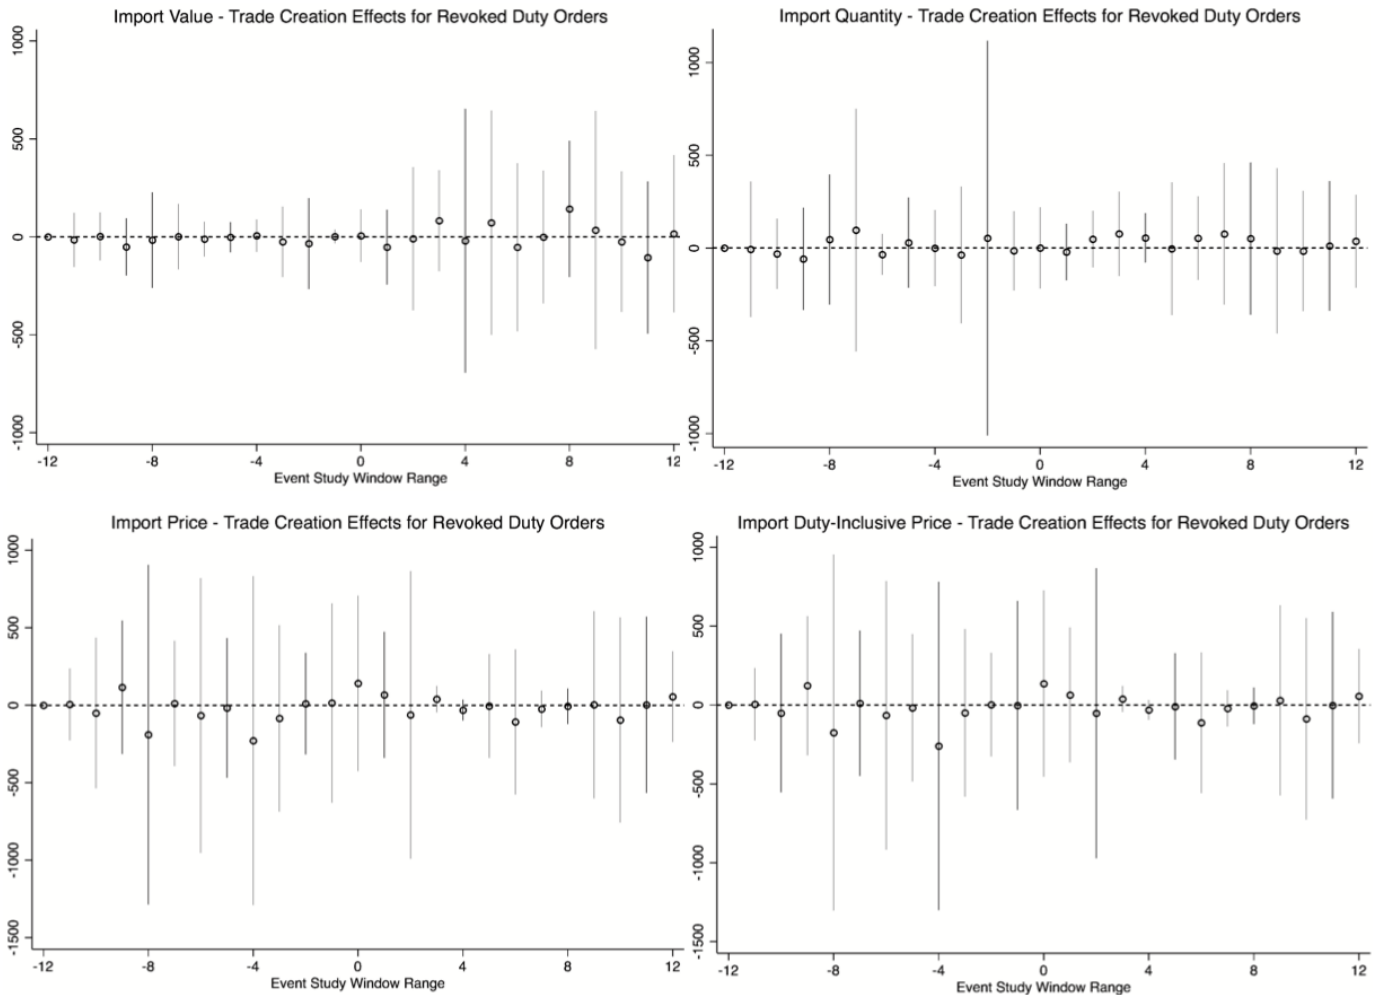 Import Value - Trade Creation Effects for Revoked Duty Orders
1000
500
0
-500
-1000
-12 -8 -4 0 4 8 12
Event Study Window Range
Import Quantity - Trade Creation Effects for Revoked Duty Orders
1000
500
0
-500
-1000
-12 -8 -4 0 4 8 12
Event Study Window Range
Import Price - Trade Creation Effects for Revoked Duty Orders
1000
500
0
-500
-1000
-1500
-12 -8 -4 0 4 8 12
Event Study Window Range
Import Duty-Inclusive Price - Trade Creation Effects for Revoked Duty Orders
1000
500
0
-500
-1000
-1500
-12 -8 -4 0 4 8 12
Event Study Window Range